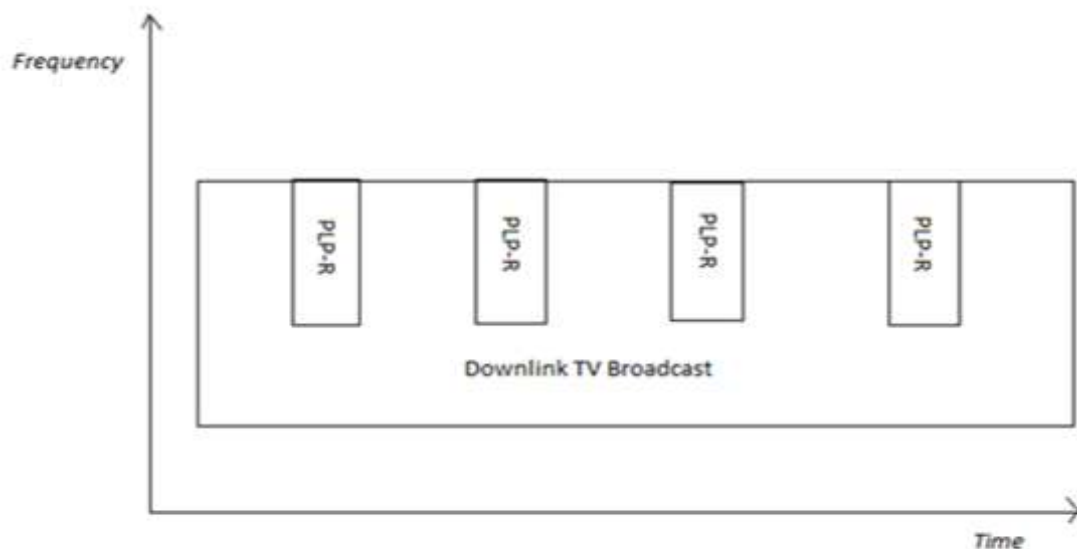 Frequency
PLP-R
PLP-R
PLP-R
PLP-R
Downlink TV Broadcast
Time